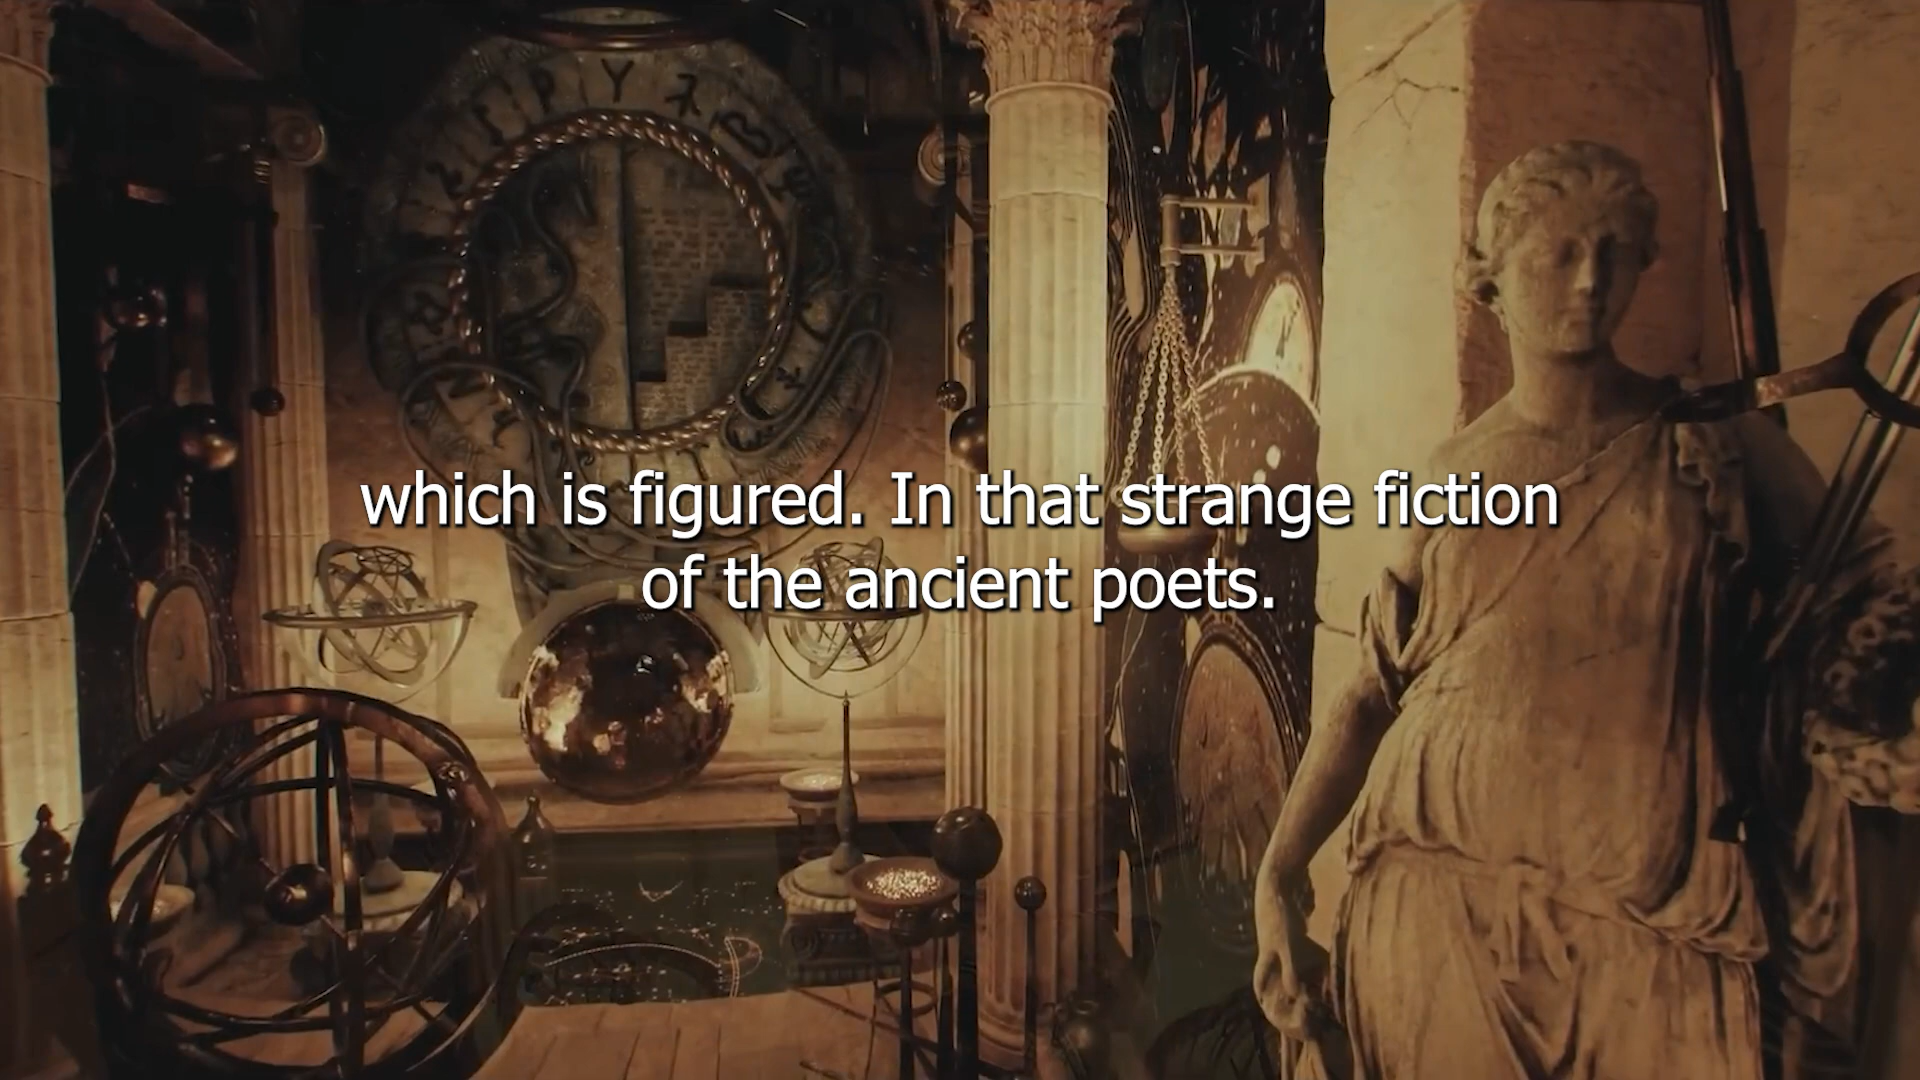 which is figured. In that strange fiction
of the ancient poets.